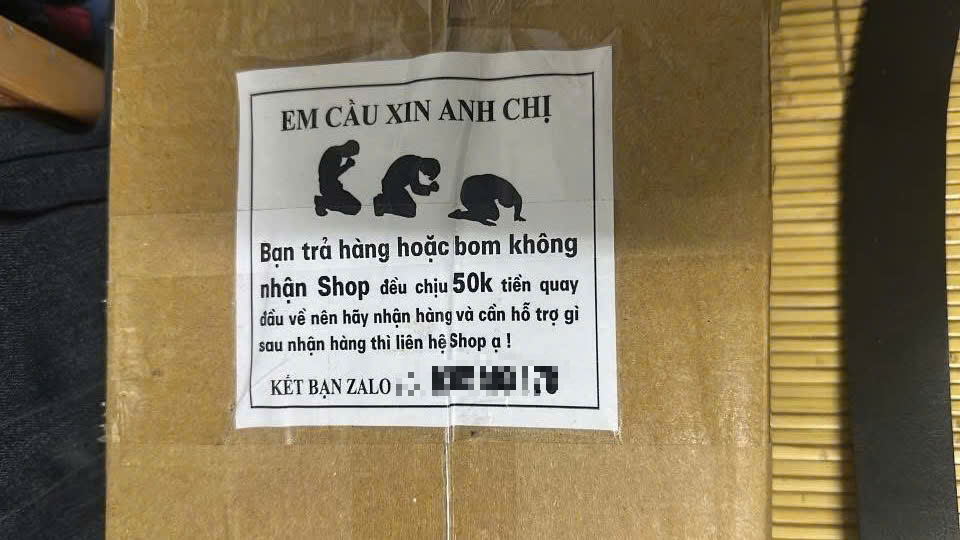 EM CẦU XIN ANH CHỊ
Bạn trả hàng hoặc bom không
nhận Shop đều chịu 50k tiền quay
đầu về nên hãy nhận hàng và cần hỗ trợ gì
sau nhận hàng thì liên hệ Shop ạ !
KẾT BẠN ZALO